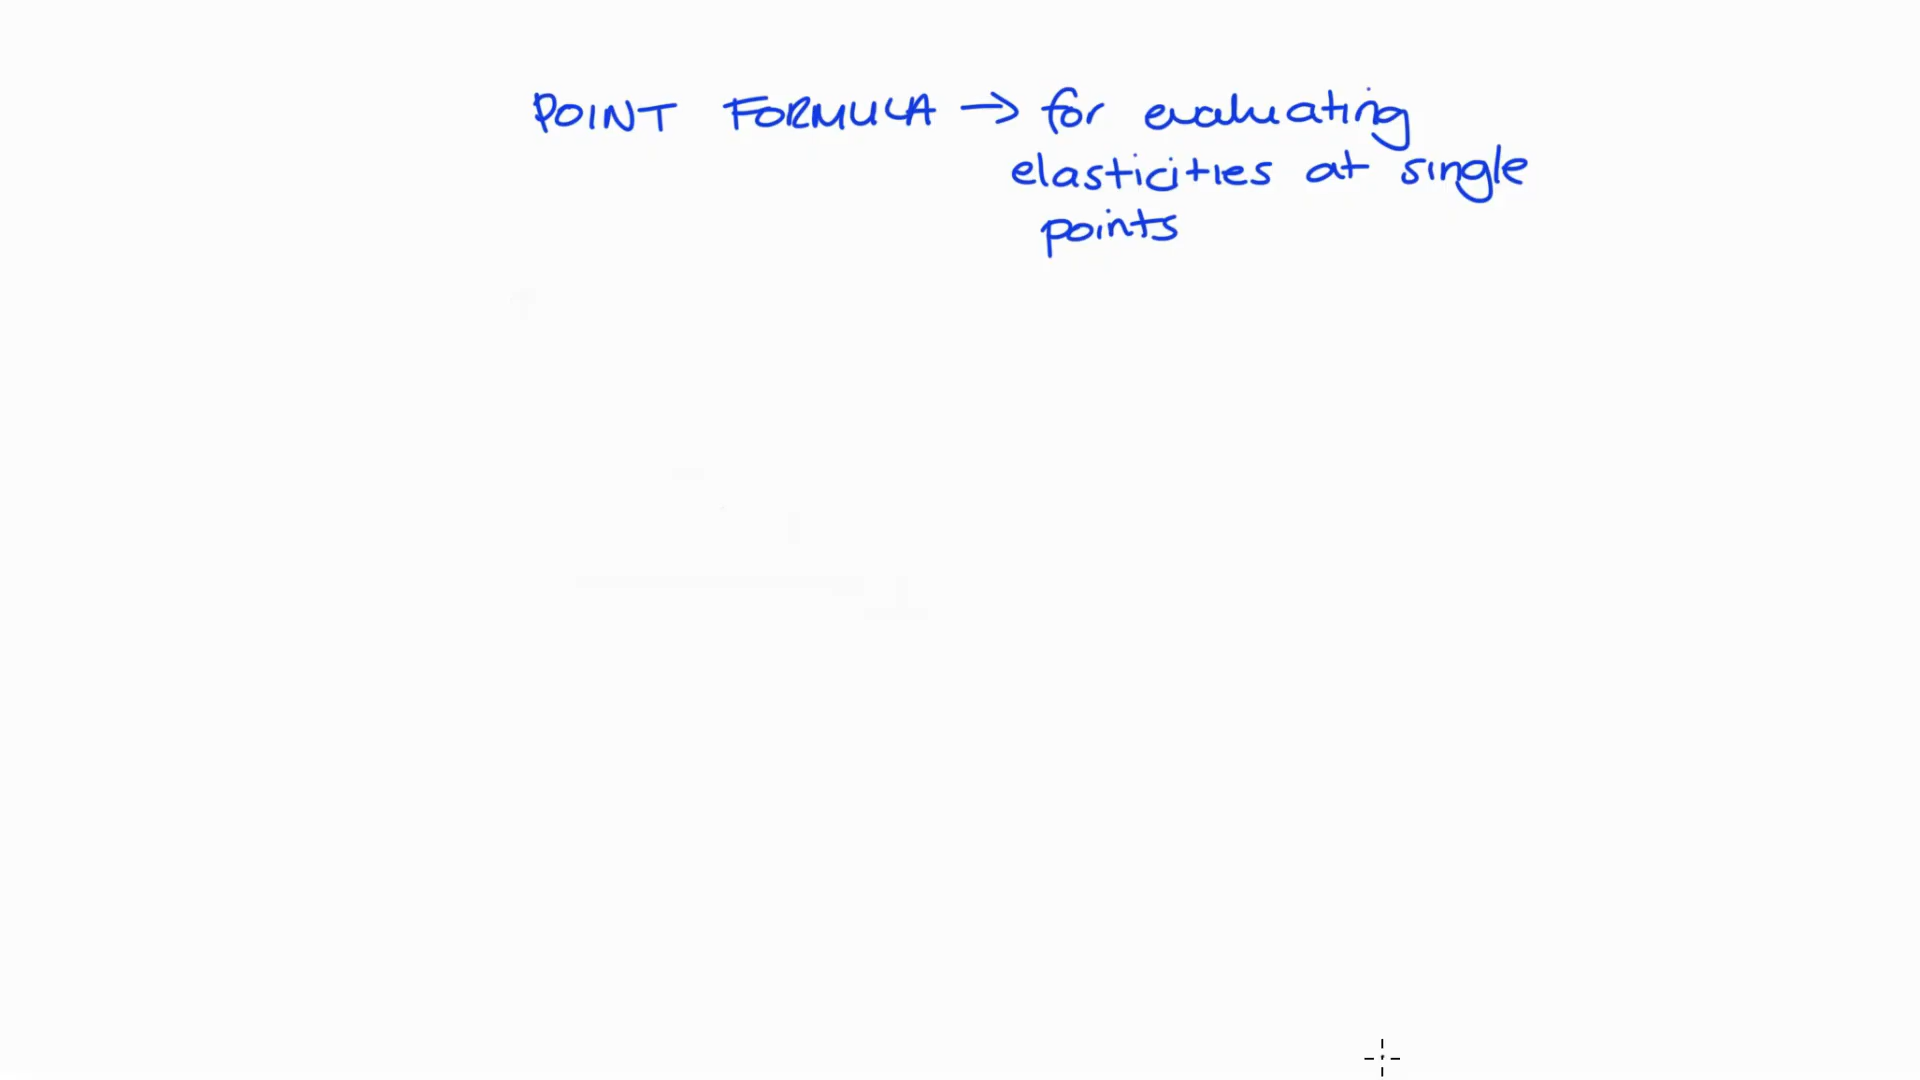 POINT FORMULA → for evaluating
elasticities at single
points